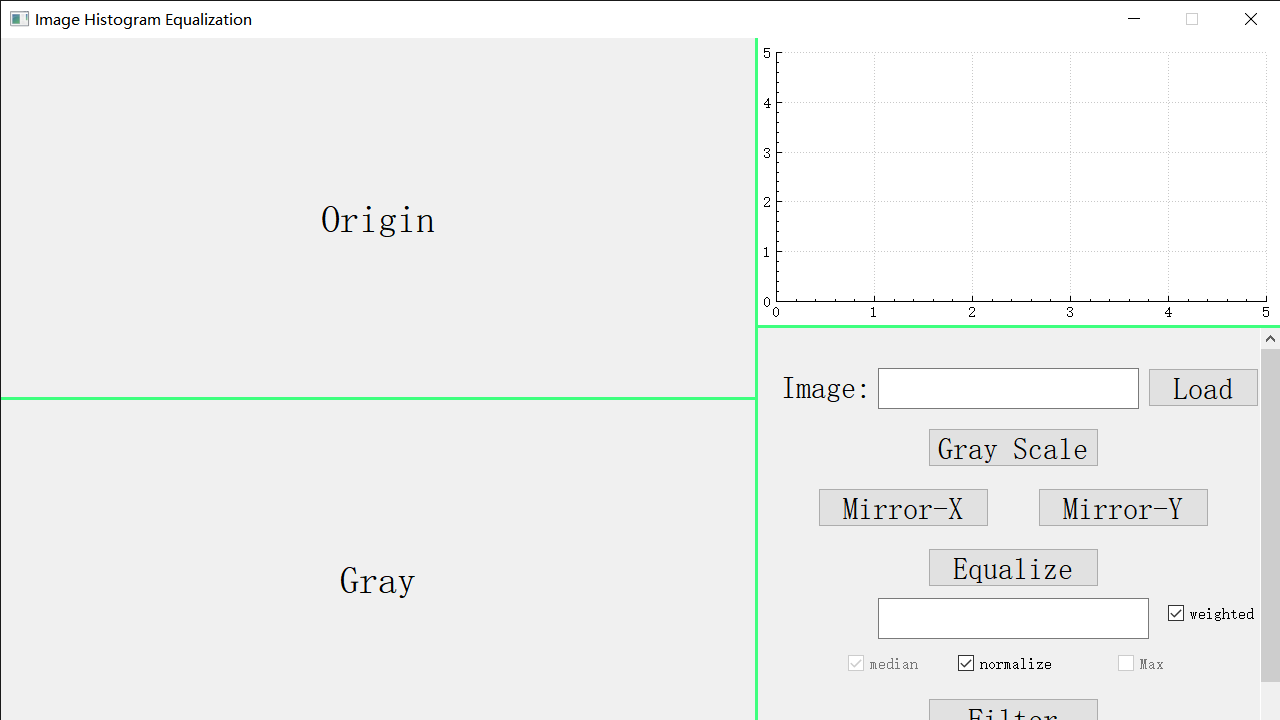 Image Histogram Equalization
Origin
Gray
5
4
3
2
1
0
0 1 2 3 4 5
Image: Load
Gray Scale
Mirror-X Mirror-Y
Equalize
weighted
median normalize Max
Filter